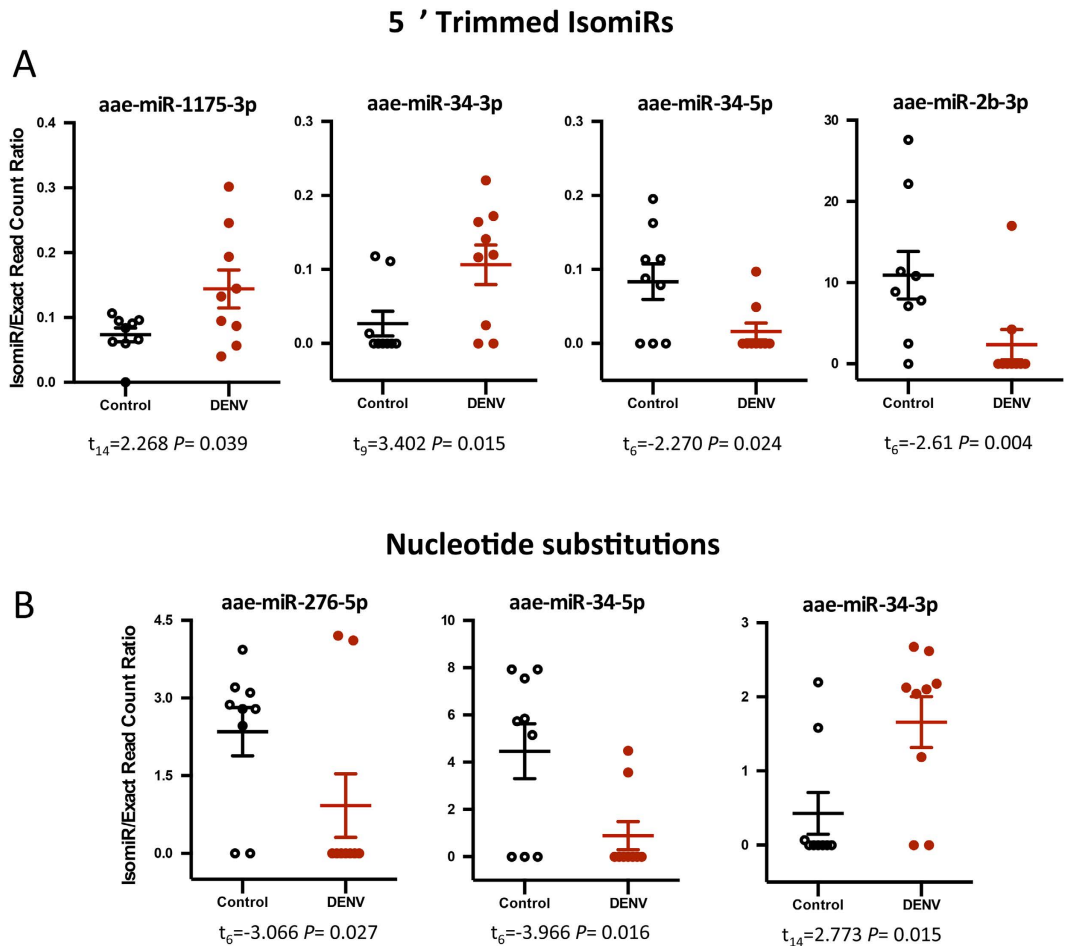 5 ’ Trimmed IsomiRs
A
aae-miR-1175-3p aae-miR-34-3p aae-miR-34-5p aae-miR-2b-3p
IsomiR/Exact Read Count Ratio
0.4
0.3
0.2
0.1
0.0
0.3
0.2
0.1
0.0
0.3
0.2
0.1
0.0
30
20
10
0
Control DENV Control DENV Control DENV Control DENV
t14=2.268 P= 0.039 t9=3.402 P= 0.015 t6=-2.270 P= 0.024 t6=-2.61 P= 0.004
Nucleotide substitutions
B
aae-miR-276-5p aae-miR-34-5p aae-miR-34-3p
IsomiR/Exact Read Count Ratio
4.5
3.0
1.5
0.0
10
8
6
4
2
0
3
2
1
0
Control DENV Control DENV Control DENV
t6=-3.066 P= 0.027 t6=-3.966 P= 0.016 t14=2.773 P= 0.015